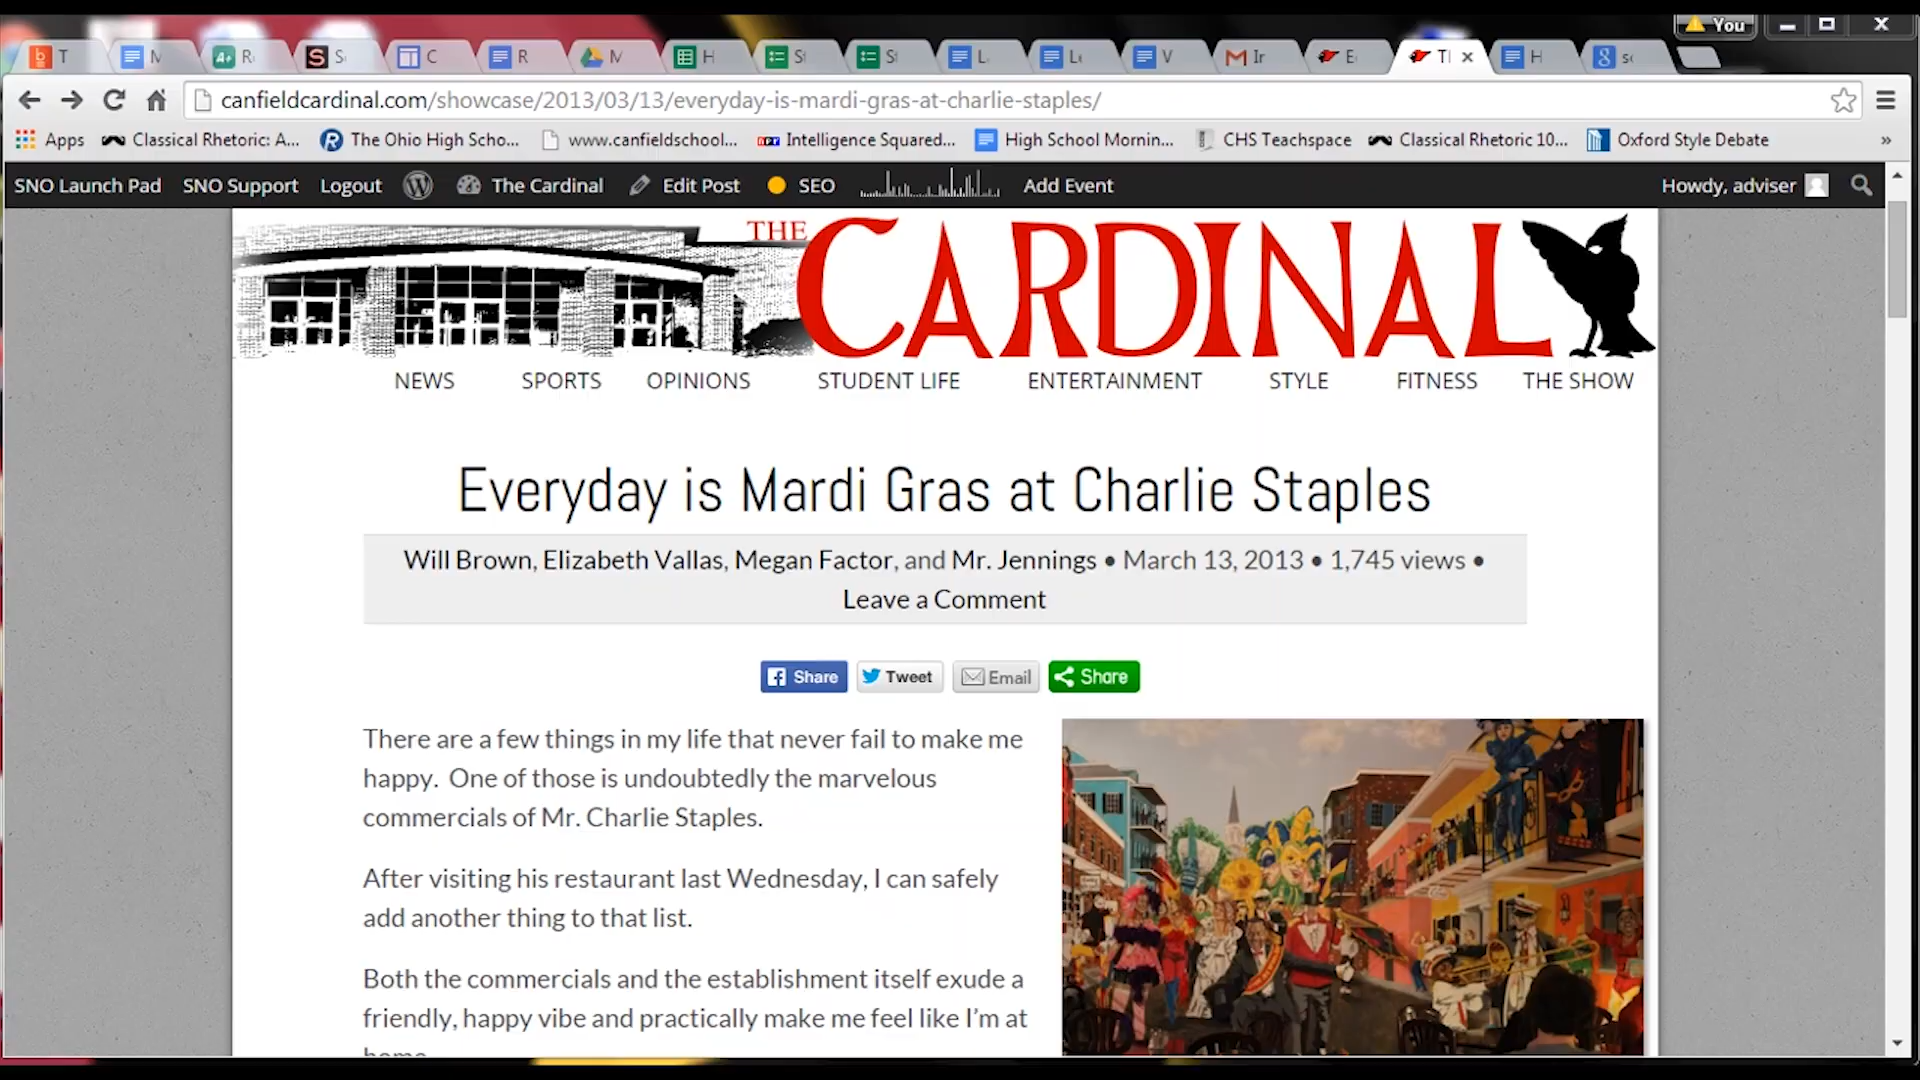 You
T
M
R
S
C
R
M
H
St
St
L
Le
V
Ir
E
Tl
H
sc
canfieldcardinal.com/showcase/2013/03/13/everyday-is-mardi-gras-at-charlie-staples/
Apps Classical Rhetoric: A... The Ohio High Scho... www.canfieldschool... Intelligence Squared... High School Mornin... CHS Teachspace Classical Rhetoric 10... Oxford Style Debate »
SNO Launch Pad SNO Support Logout The Cardinal Edit Post SEO Add Event Howdy, adviser
THE CARDINAL
NEWS SPORTS OPINIONS STUDENT LIFE ENTERTAINMENT STYLE FITNESS THE SHOW
Everyday is Mardi Gras at Charlie Staples
Will Brown, Elizabeth Vallas, Megan Factor, and Mr. Jennings • March 13, 2013 • 1,745 views •
Leave a Comment
Share Tweet Email Share
There are a few things in my life that never fail to make me
happy. One of those is undoubtedly the marvelous
commercials of Mr. Charlie Staples.
After visiting his restaurant last Wednesday, I can safely
add another thing to that list.
Both the commercials and the establishment itself exude a
friendly, happy vibe and practically make me feel like I'm at